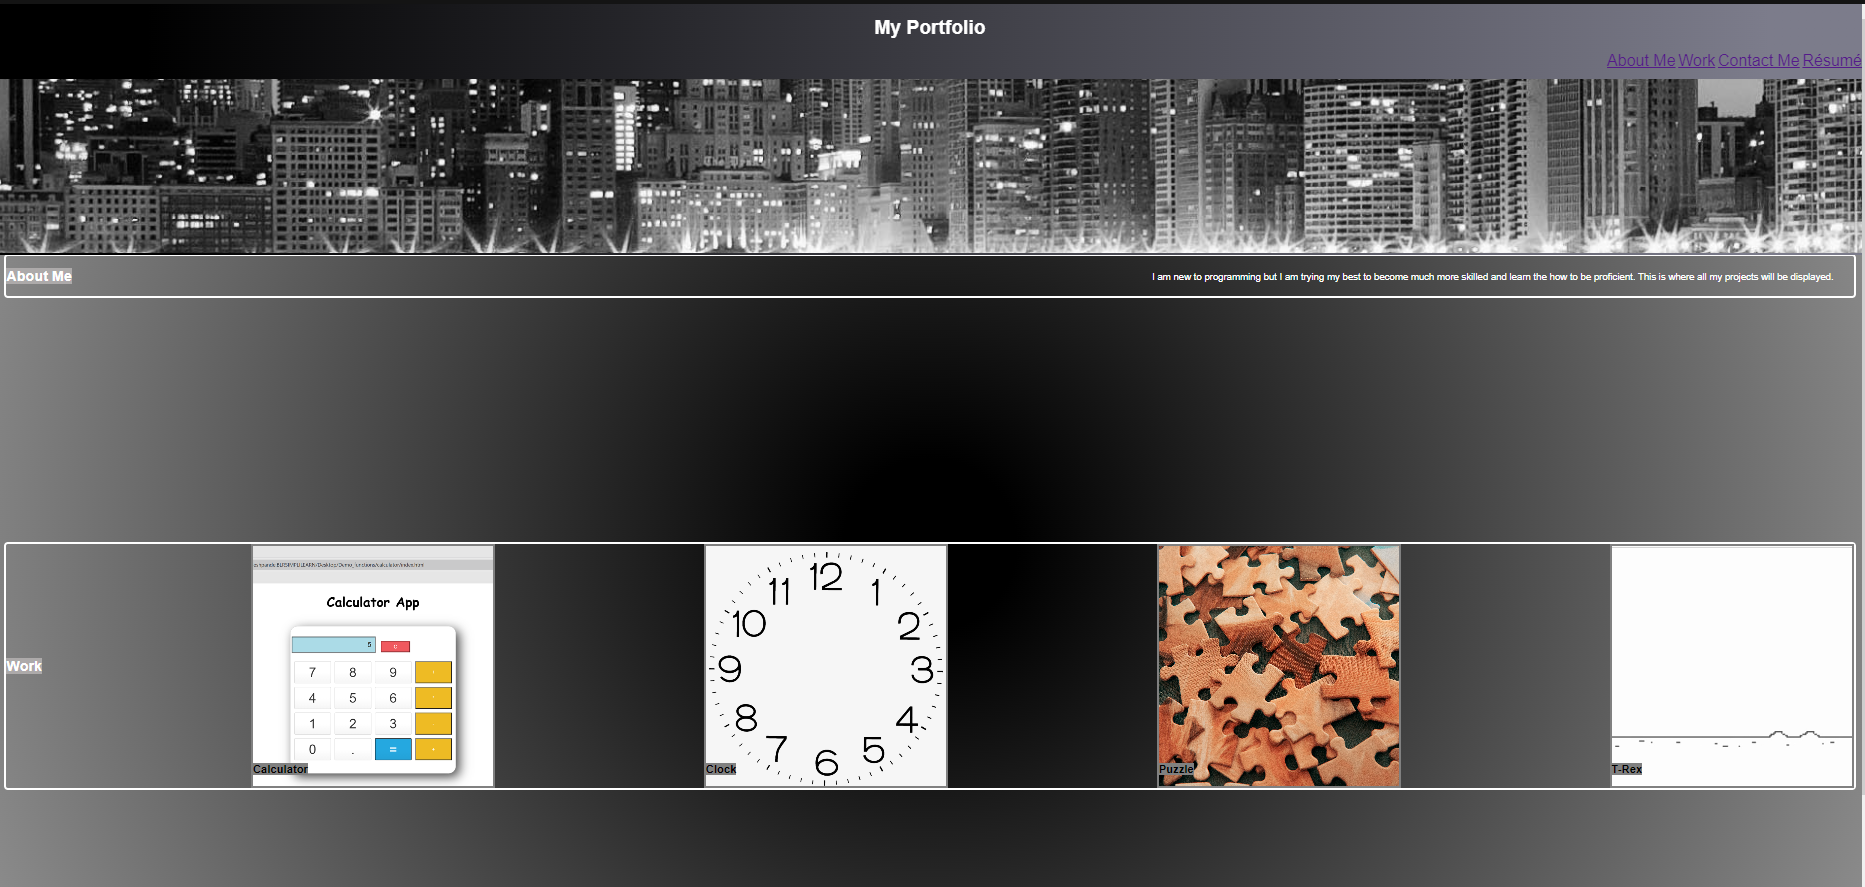 My Portfolio
About Me Work Contact Me Résumé
About Me
I am new to programming but I am trying my best to become much more skilled and learn the how to be proficient. This is where all my projects will be displayed.
Work
Calculator App
5 C
7 8 9
4 5 6
1 2 3
0 . =
Calculator
12
11 1
10 2
9 3
8 4
7 5
6
Clock
Puzzle
T-Rex